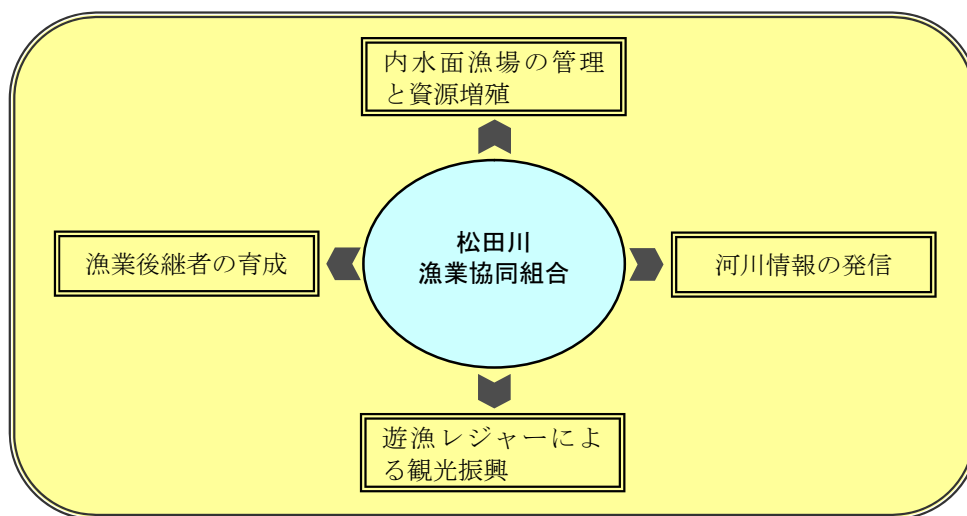 内水面漁場の管理
と資源増殖
松田川
漁業協同組合
漁業後継者の育成
河川情報の発信
遊漁レジャーによ
る観光振興